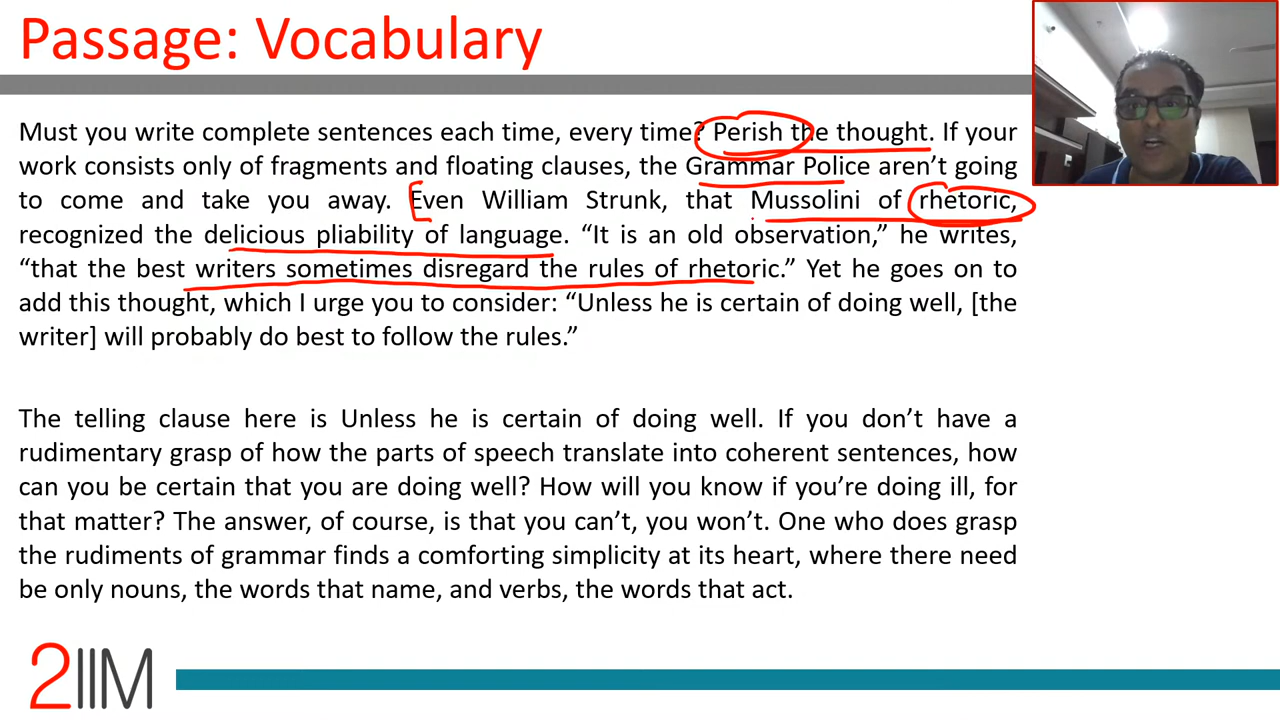 Passage: Vocabulary
Must you write complete sentences each time, every time? Perish the thought. If your
work consists only of fragments and floating clauses, the Grammar Police aren’t going
to come and take you away. Even William Strunk, that Mussolini of rhetoric,
recognized the delicious pliability of language. “It is an old observation,” he writes,
“that the best writers sometimes disregard the rules of rhetoric.” Yet he goes on to
add this thought, which I urge you to consider: “Unless he is certain of doing well, [the
writer] will probably do best to follow the rules.”
The telling clause here is Unless he is certain of doing well. If you don’t have a
rudimentary grasp of how the parts of speech translate into coherent sentences, how
can you be certain that you are doing well? How will you know if you’re doing ill, for
that matter? The answer, of course, is that you can’t, you won’t. One who does grasp
the rudiments of grammar finds a comforting simplicity at its heart, where there need
be only nouns, the words that name, and verbs, the words that act.
2IIM